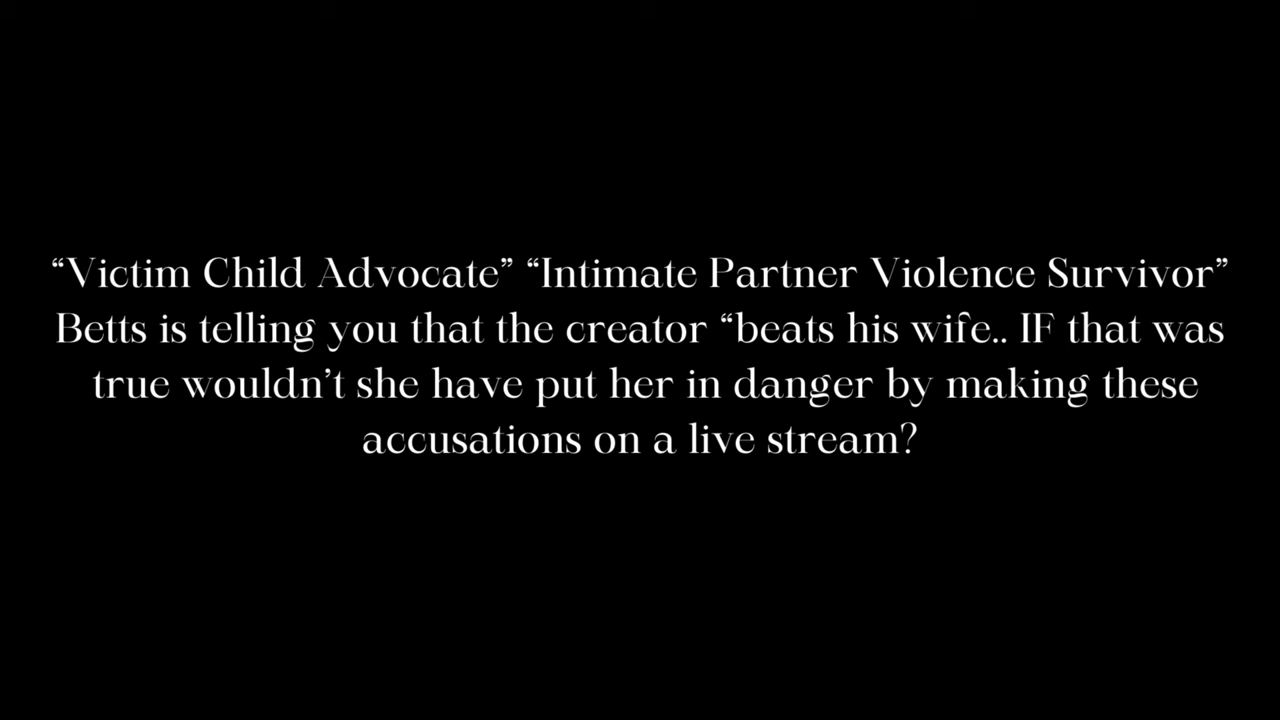 “Victim Child Advocate” “Intimate Partner Violence Survivor”
Betts is telling you that the creator “beats his wife.. IF that was
true wouldn’t she have put her in danger by making these
accusations on a live stream?